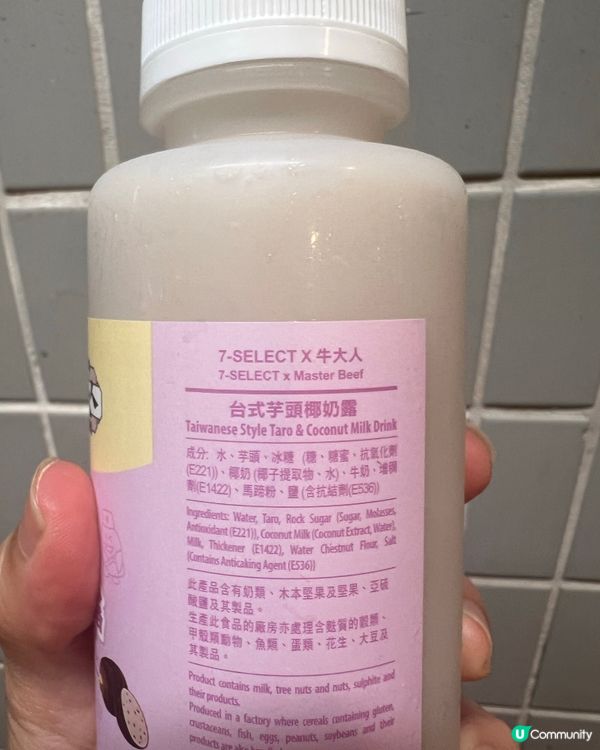 7-SELECT X 牛大人
7-SELECT x Master Beef
台式芋頭椰奶露
Taiwanese Style Taro & Coconut Milk Drink
成分: 水、芋頭、冰糖 (糖、糖蜜、抗氧化劑
(E221))、椰奶 (椰子提取物、水)、牛奶、增稠
劑(E1422)、馬蹄粉、鹽 (含抗結劑(E536))
Ingredients: Water, Taro, Rock Sugar (Sugar, Molasses,
Antioxidant (E221)), Coconut Milk (Coconut Extract, Water),
Milk, Thickener (E1422), Water Chestnut Flour, Salt
(Contains Anticaking Agent (E536))
此產品含有奶類、木本堅果及堅果、亞硫
酸鹽及其製品。
生產此食品的廠房亦處理含麩質的穀類、
甲殼類動物、魚類、蛋類、花生、大豆及
其製品。
Product contains milk, tree nuts and nuts, sulphite and
their products.
Produced in a factory where cereals containing gluten,
crustaceans, fish, eggs, peanuts, soybeans and their
products are also
U Community